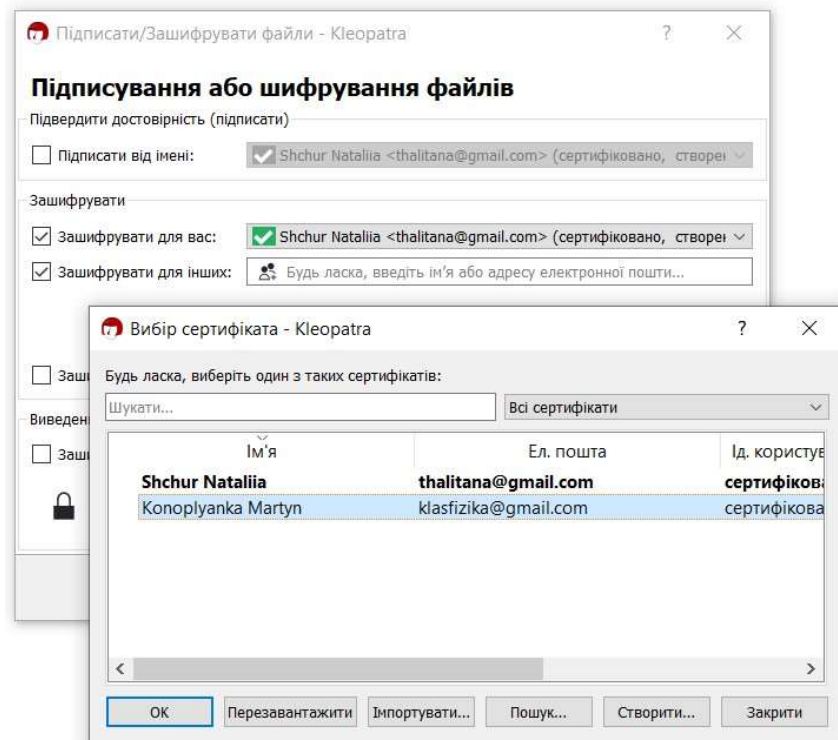 Підписати/Зашифрувати файли - Kleopatra ?
Підписування або шифрування файлів
Підвердити достовірність (підписати)
Підписати від імені: Shchur Nataliia <thalitana@gmail.com> (сертифіковано, створен
Зашифрувати
Зашифрувати для вас: Shchur Nataliia <thalitana@gmail.com> (сертифіковано, створен
Зашифрувати для інших: Будь ласка, введіть ім’я або адресу електронної пошти...
Вибір сертифіката - Kleopatra ?
Заши
Будь ласка, виберіть один з таких сертифікатів:
Шукати... Всі сертифікати
Виведен
Заши
Ім'я Ел. пошта Ід. користув
Shchur Nataliia thalitana@gmail.com сертифікова
Konoplyanka Martyn klasfizika@gmail.com сертифікова
OK Перезавантажити Імпортувати... Пошук... Створити... Закрити